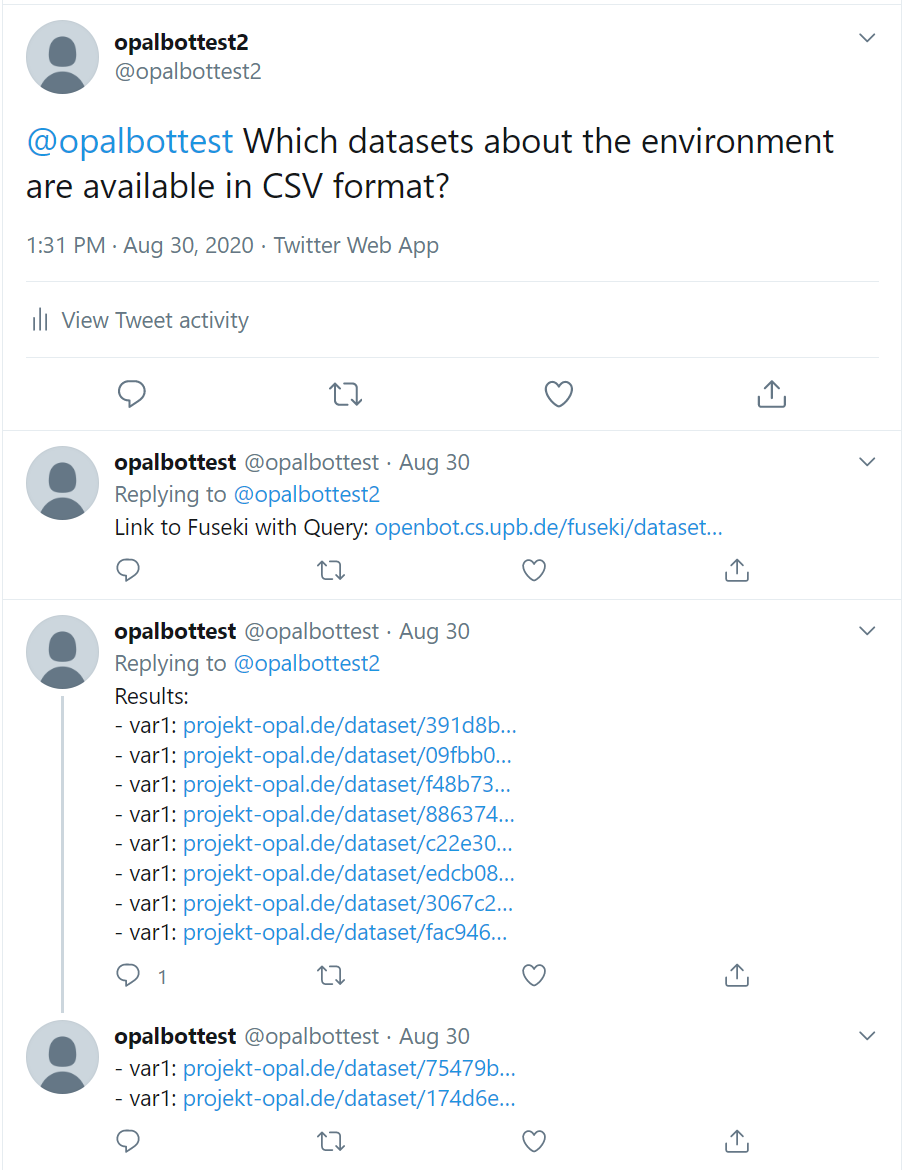 opalbottest2
@opalbottest2
@opalbottest Which datasets about the environment
are available in CSV format?
1:31 PM · Aug 30, 2020 · Twitter Web App
View Tweet activity
opalbottest @opalbottest · Aug 30
Replying to @opalbottest2
Link to Fuseki with Query: openbot.cs.upb.de/fuseki/dataset...
opalbottest @opalbottest · Aug 30
Replying to @opalbottest2
Results:
- var1: projekt-opal.de/dataset/391d8b...
- var1: projekt-opal.de/dataset/09fbb0...
- var1: projekt-opal.de/dataset/f48b73...
- var1: projekt-opal.de/dataset/886374...
- var1: projekt-opal.de/dataset/c22e30...
- var1: projekt-opal.de/dataset/edcb08...
- var1: projekt-opal.de/dataset/3067c2...
- var1: projekt-opal.de/dataset/fac946...
1
opalbottest @opalbottest · Aug 30
- var1: projekt-opal.de/dataset/75479b...
- var1: projekt-opal.de/dataset/174d6e...